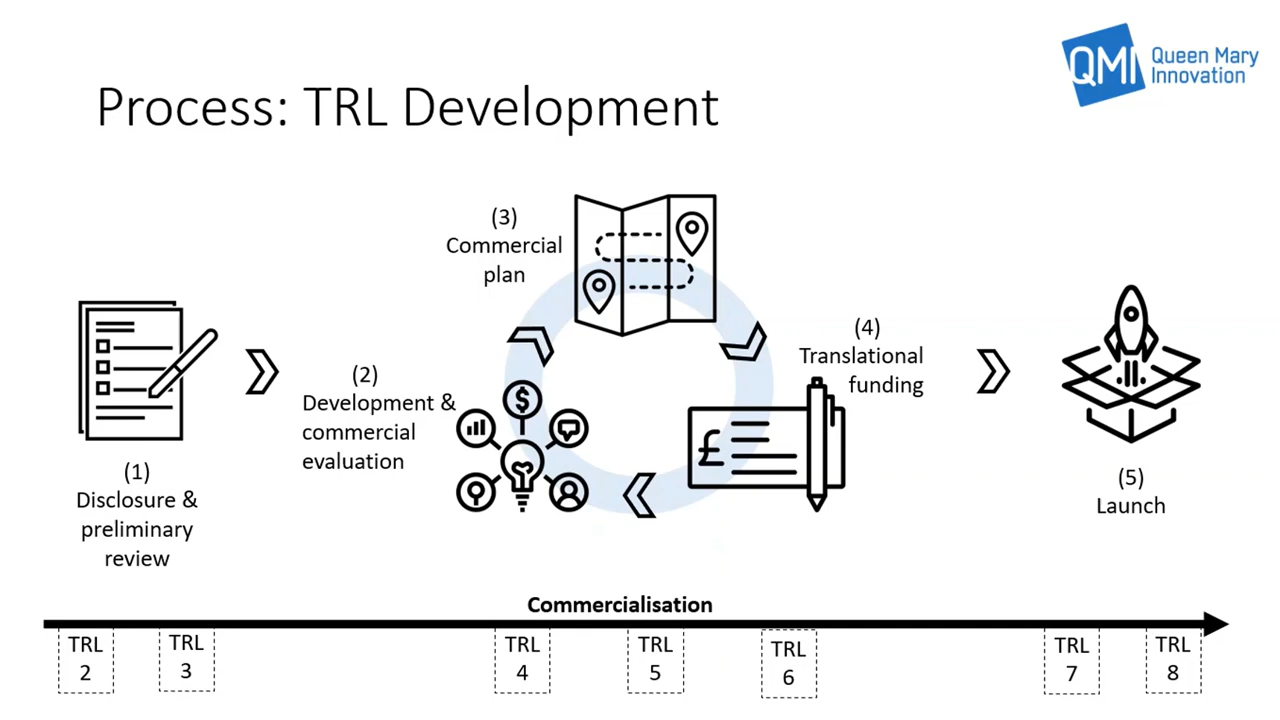 QMI Queen Mary
Innovation
Process: TRL Development
(1)
Disclosure &
preliminary
review
(2)
Development &
commercial
evaluation
$
(3)
Commercial
plan
(4)
Translational
funding
£
(5)
Launch
Commercialisation
TRL
2
TRL
3
TRL
4
TRL
5
TRL
6
TRL
7
TRL
8